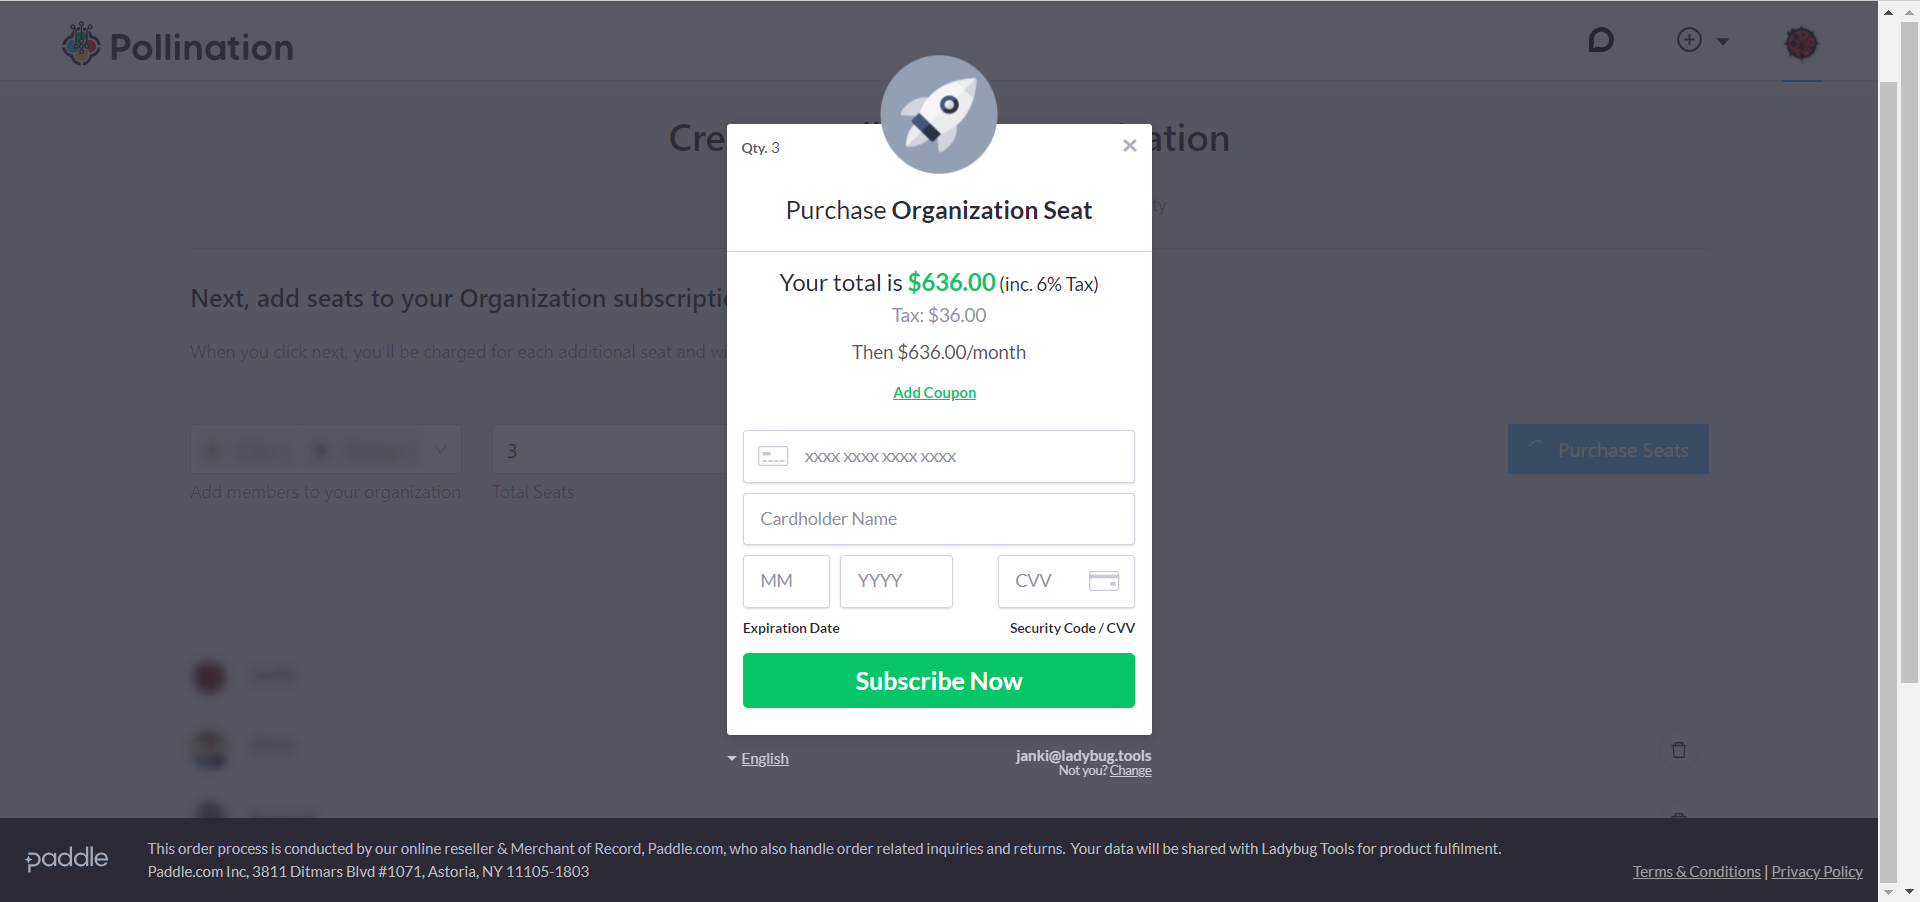 Pollination
Cre ation
Qty. 3
Purchase Organization Seat
ty
Your total is $636.00 (inc. 6% Tax)
Tax: $36.00
Then $636.00/month
Add Coupon
Next, add seats to your Organization subscripti
When you click next, you'll be charged for each additional seat and wi
3
Purchase Seats
Add members to your organization
Total Seats
XXXX XXXX XXXX XXXX
Cardholder Name
MM
YYYY
CVV
Expiration Date
Security Code / CVV
Subscribe Now
English
janki@ladybug.tools
Not you? Change
paddle
This order process is conducted by our online reseller & Merchant of Record, Paddle.com, who also handle order related inquiries and returns. Your data will be shared with Ladybug Tools for product fulfilment.
Paddle.com Inc, 3811 Ditmars Blvd #1071, Astoria, NY 11105-1803
Terms & Conditions | Privacy Policy